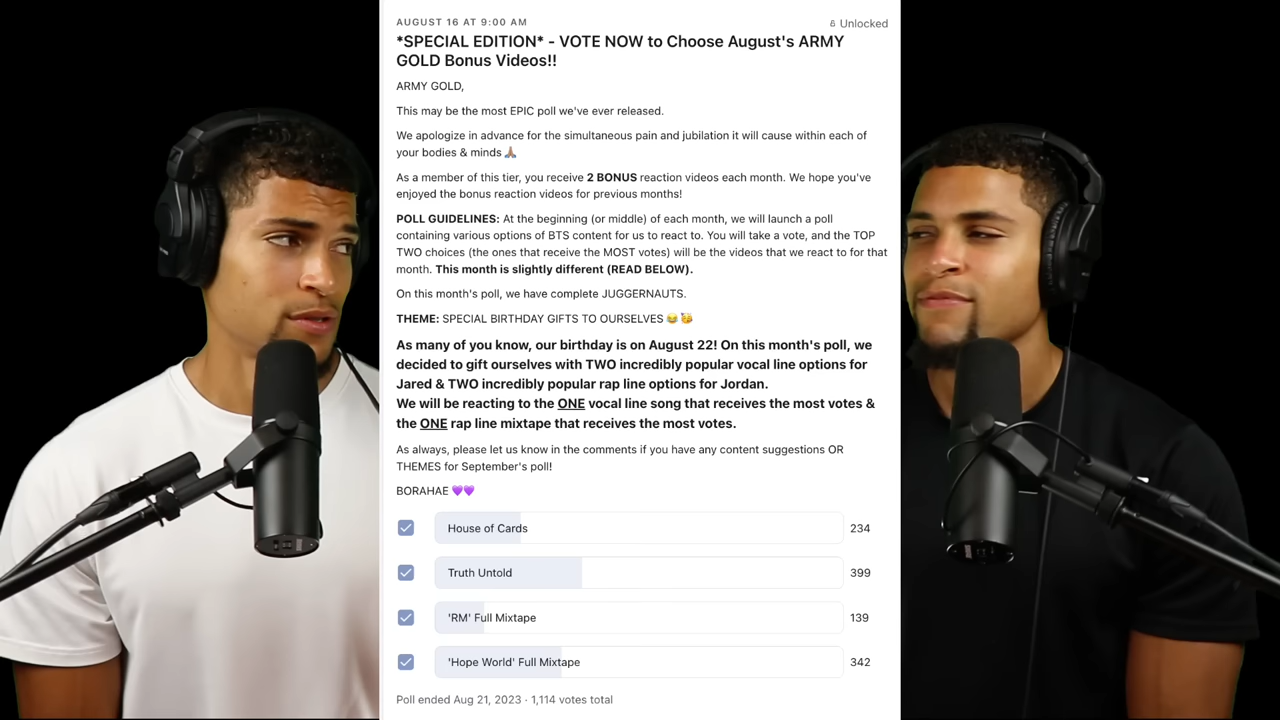 AUGUST 16 AT 9:00 AM
Unlocked
*SPECIAL EDITION* - VOTE NOW to Choose August's ARMY
GOLD Bonus Videos!!
ARMY GOLD,
This may be the most EPIC poll we've ever released.
We apologize in advance for the simultaneous pain and jubilation it will cause within each of
your bodies & minds 🙏🏽
As a member of this tier, you receive 2 BONUS reaction videos each month. We hope you've
enjoyed the bonus reaction videos for previous months!
POLL GUIDELINES: At the beginning (or middle) of each month, we will launch a poll
containing various options of BTS content for us to react to. You will take a vote, and the TOP
TWO choices (the ones that receive the MOST votes) will be the videos that we react to for that
month. This month is slightly different (READ BELOW).
On this month's poll, we have complete JUGGERNAUTS.
THEME: SPECIAL BIRTHDAY GIFTS TO OURSELVES 😂 🥳
As many of you know, our birthday is on August 22! On this month's poll, we
decided to gift ourselves with TWO incredibly popular vocal line options for
Jared & TWO incredibly popular rap line options for Jordan.
We will be reacting to the ONE vocal line song that receives the most votes &
the ONE rap line mixtape that receives the most votes.
As always, please let us know in the comments if you have any content suggestions OR
THEMES for September's poll!
BORAHAE 💜💜
House of Cards 234
Truth Untold 399
'RM' Full Mixtape 139
'Hope World' Full Mixtape 342
Poll ended Aug 21, 2023 · 1,114 votes total